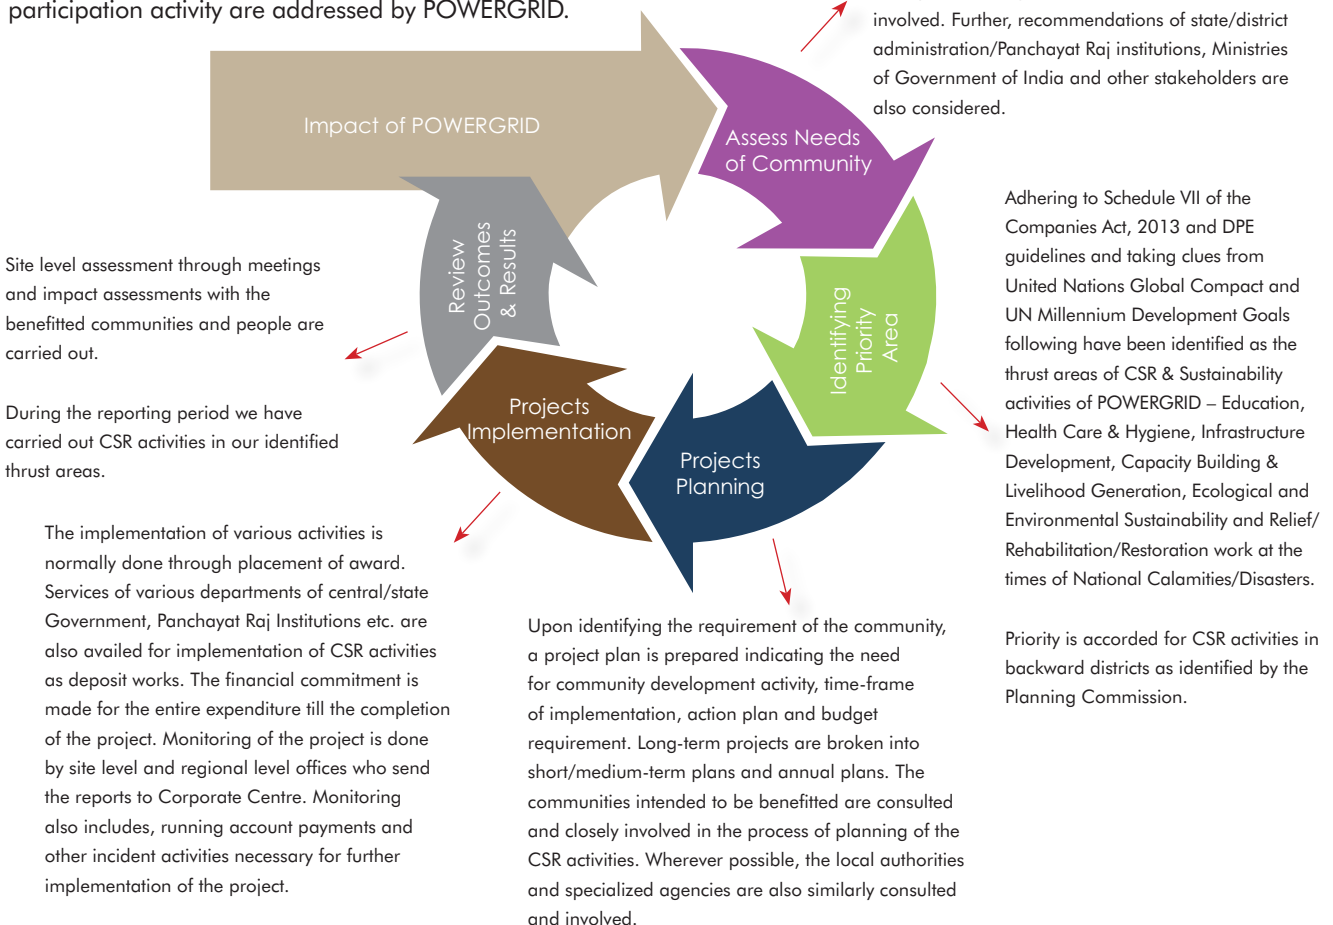 participation activity are addressed by POWERGRID.
involved. Further, recommendations of state/district
administration/Panchayat Raj institutions, Ministries
of Government of India and other stakeholders are
also considered.
Impact of POWERGRID
Assess Needs
of Community
Identifying
Priority
Area
Projects
Planning
Projects
Implementation
Review
Outcomes
& Results
Adhering to Schedule VII of the
Companies Act, 2013 and DPE
guidelines and taking clues from
United Nations Global Compact and
UN Millennium Development Goals
following have been identified as the
thrust areas of CSR & Sustainability
activities of POWERGRID – Education,
Health Care & Hygiene, Infrastructure
Development, Capacity Building &
Livelihood Generation, Ecological and
Environmental Sustainability and Relief/
Rehabilitation/Restoration work at the
times of National Calamities/Disasters.
Priority is accorded for CSR activities in
backward districts as identified by the
Planning Commission.
Site level assessment through meetings
and impact assessments with the
benefitted communities and people are
carried out.
During the reporting period we have
carried out CSR activities in our identified
thrust areas.
The implementation of various activities is
normally done through placement of award.
Services of various departments of central/state
Government, Panchayat Raj Institutions etc. are
also availed for implementation of CSR activities
as deposit works. The financial commitment is
made for the entire expenditure till the completion
of the project. Monitoring of the project is done
by site level and regional level offices who send
the reports to Corporate Centre. Monitoring
also includes, running account payments and
other incident activities necessary for further
implementation of the project.
Upon identifying the requirement of the community,
a project plan is prepared indicating the need
for community development activity, time-frame
of implementation, action plan and budget
requirement. Long-term projects are broken into
short/medium-term plans and annual plans. The
communities intended to be benefitted are consulted
and closely involved in the process of planning of the
CSR activities. Wherever possible, the local authorities
and specialized agencies are also similarly consulted
and involved.